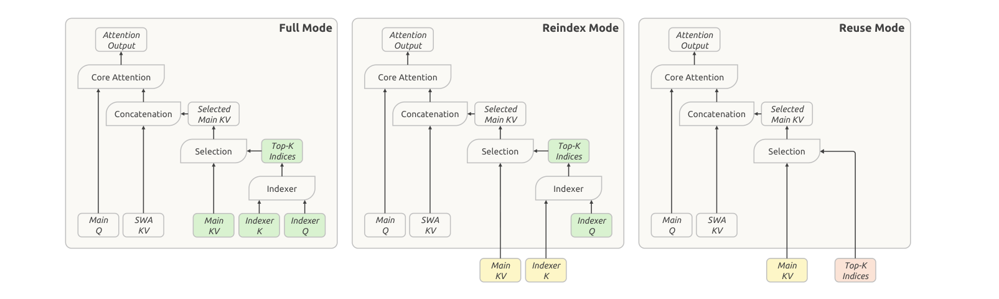 Full Mode
Attention
Output
Core Attention
Concatenation
Selected
Main KV
Selection
Top-K
Indices
Indexer
Main
Q
SWA
KV
Main
KV
Indexer
K
Indexer
Q
Reindex Mode
Attention
Output
Core Attention
Concatenation
Selected
Main KV
Selection
Top-K
Indices
Indexer
Main
Q
SWA
KV
Indexer
Q
Main
KV
Indexer
K
Reuse Mode
Attention
Output
Core Attention
Concatenation
Selected
Main KV
Selection
Main
Q
SWA
KV
Main
KV
Top-K
Indices